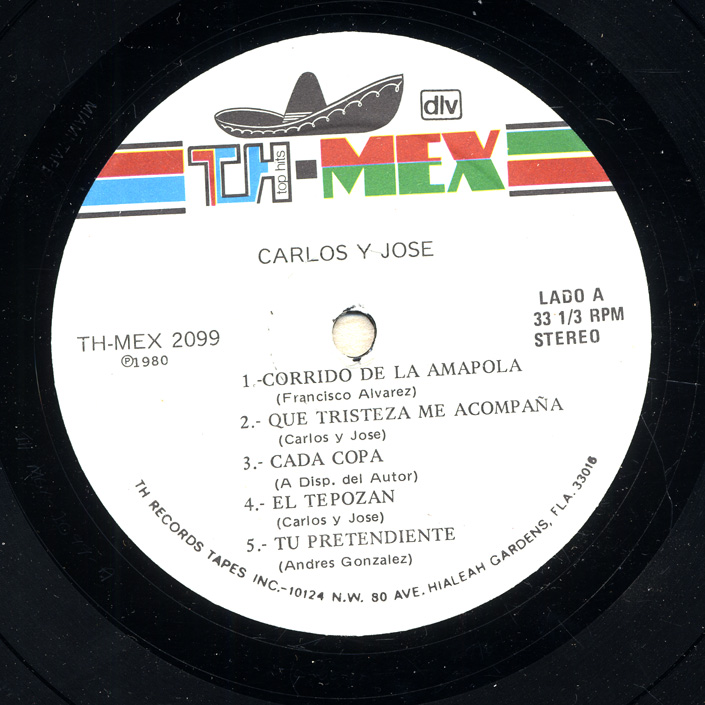 dlv
TH-MEX
top hits
CARLOS Y JOSE
LADO A
33 1/3 RPM
STEREO
TH-MEX 2099
Ⓟ1980
1.-CORRIDO DE LA AMAPOLA
(Francisco Alvarez)
2.- QUE TRISTEZA ME ACOMPAÑA
(Carlos y Jose)
3.- CADA COPA
(A Disp. del Autor)
4.- EL TEPOZAN
(Carlos y Jose)
5.- TU PRETENDIENTE
(Andres Gonzalez)
TH RECORDS TAPES INC.-10124 N.W. 80 AVE. HIALEAH GARDENS, FLA. 33016